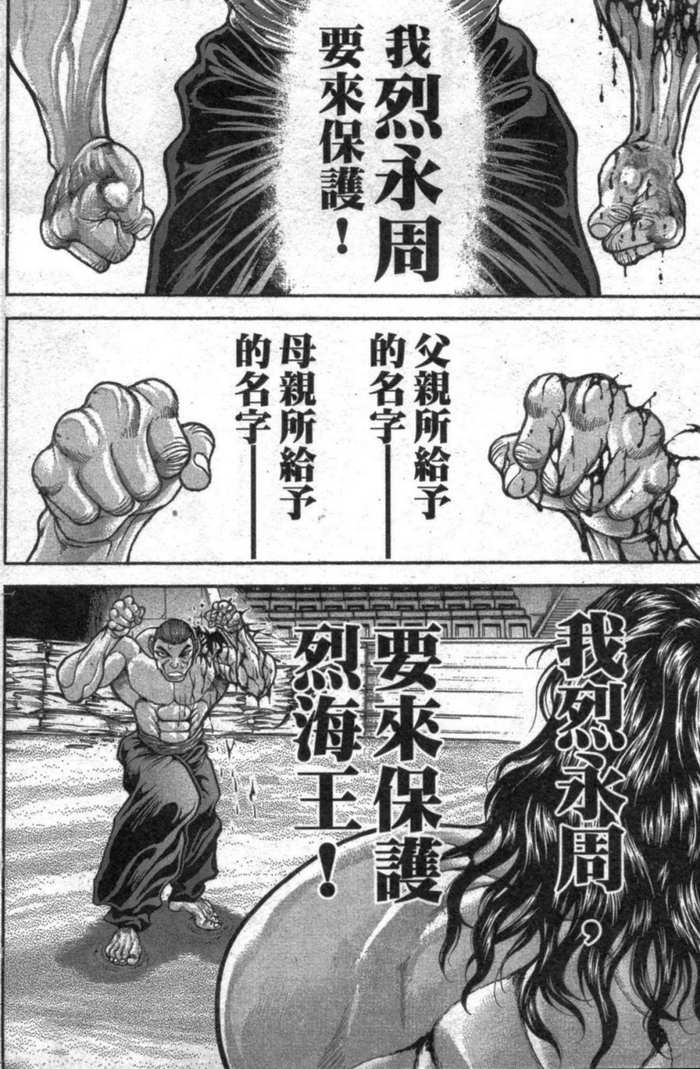 我烈永周
要來保護！
父親所給予
的名字——
母親所給予
的名字——
我烈永周，
要來保護
烈海王！